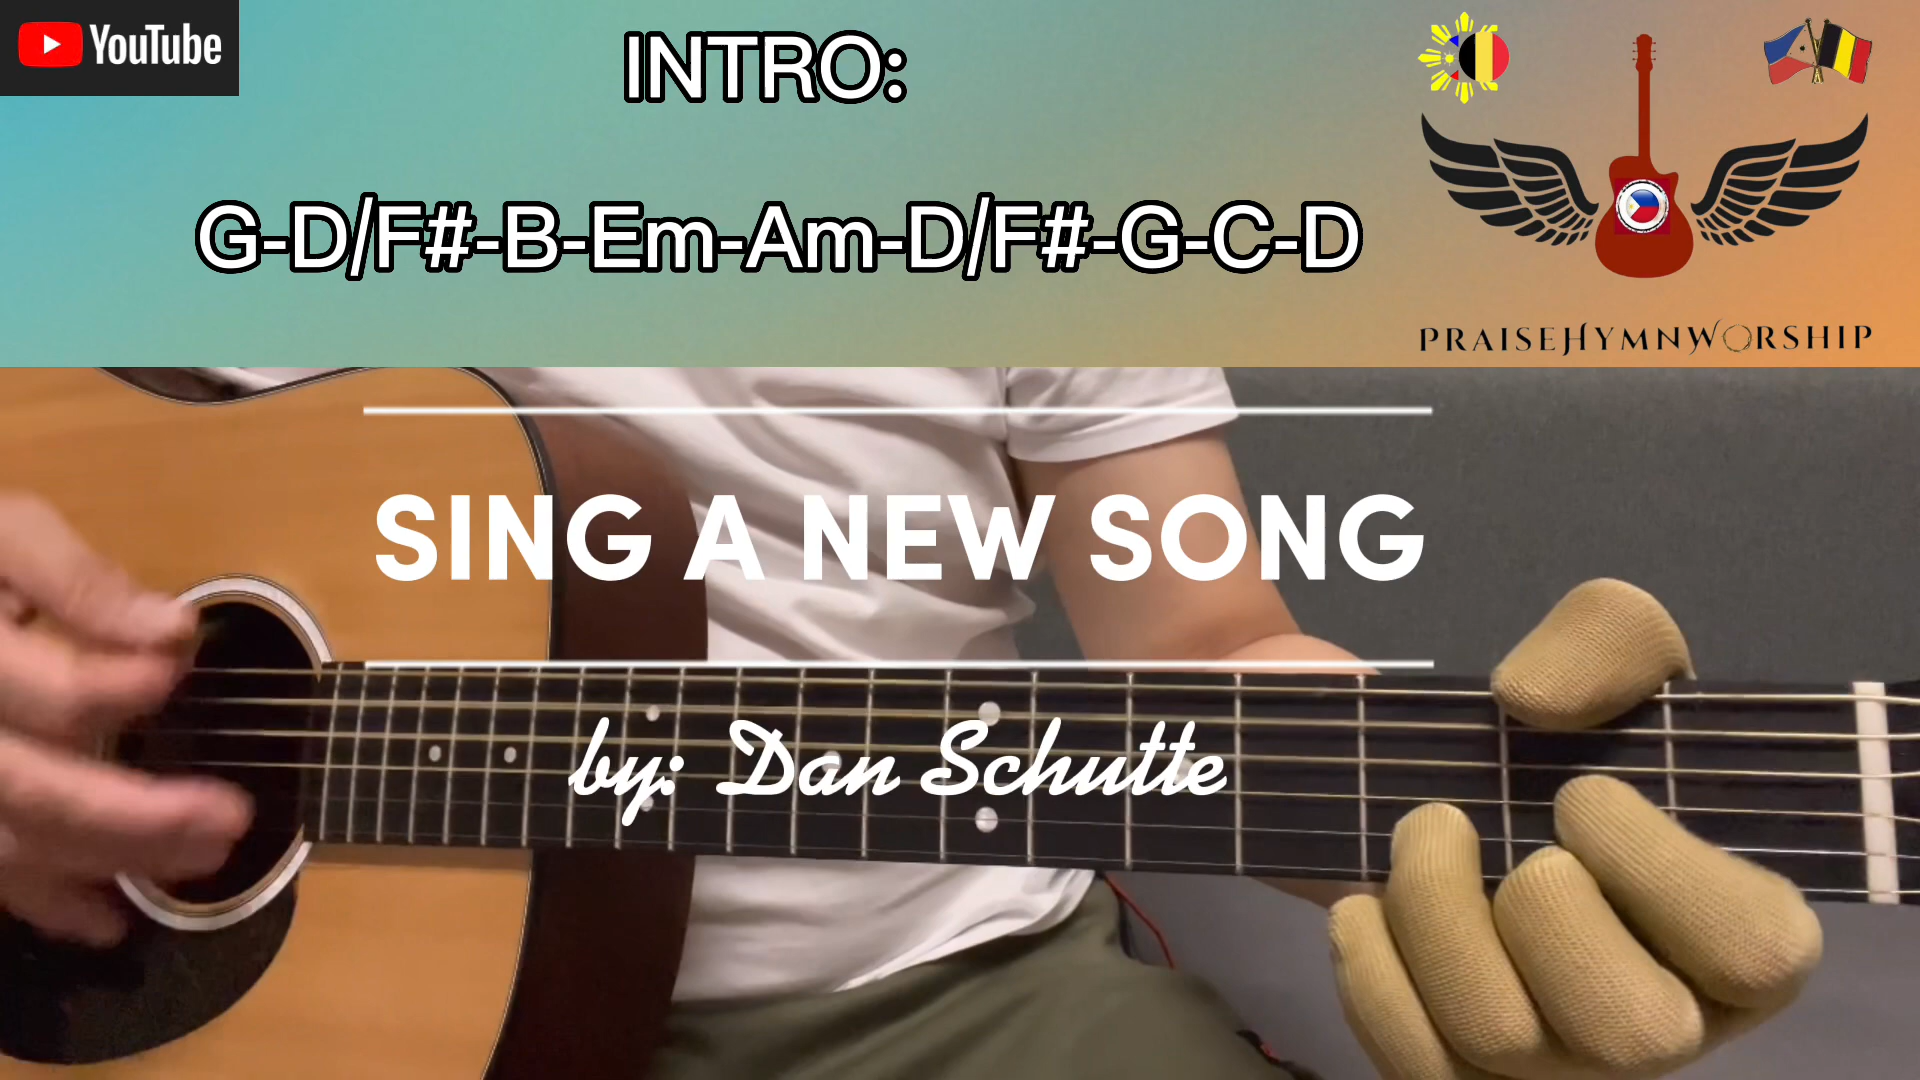 YouTube
INTRO:
G-D/F#-B-Em-Am-D/F#-G-C-D
PRAISEHYMNWORSHIP
SING A NEW SONG
by: Dan Schutte